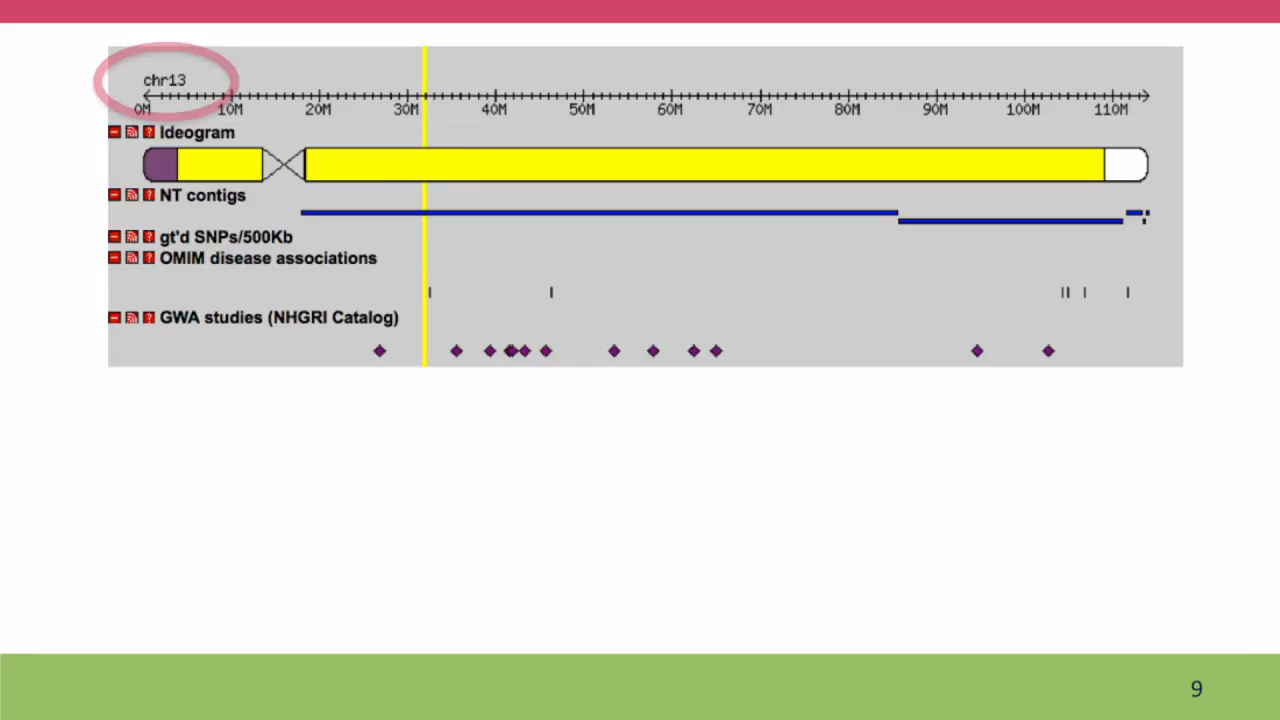 chr13
0M 10M 20M 30M 40M 50M 60M 70M 80M 90M 100M 110M
Ideogram
NT contigs
gt'd SNPs/500Kb
OMIM disease associations
GWA studies (NHGRI Catalog)
9